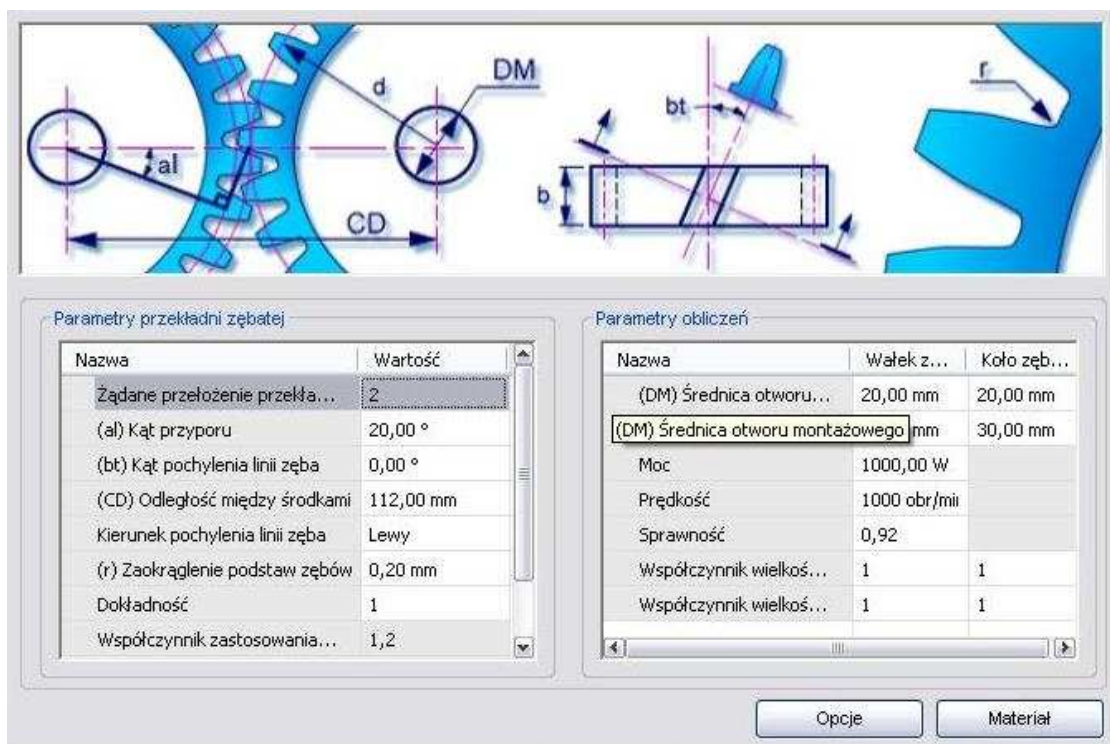 d
DM
al
CD
bt
b
r
Parametry przekładni zębatej
Nazwa Wartość
Żądane przełożenie przekła... 2
(al) Kąt przyporu 20,00 °
(bt) Kąt pochylenia linii zęba 0,00 °
(CD) Odległość między środkami 112,00 mm
Kierunek pochylenia linii zęba Lewy
(r) Zaokrąglenie podstaw zębów 0,20 mm
Dokładność 1
Współczynnik zastosowania... 1,2
Parametry obliczeń
Nazwa Wałek z... Koło zęb...
(DM) Średnica otworu... 20,00 mm 20,00 mm
(DM) Średnica otworu montażowego mm 30,00 mm
Moc 1000,00 W
Prędkość 1000 obr/min
Sprawność 0,92
Współczynnik wielkoś... 1 1
Współczynnik wielkoś... 1 1
Opcje Materiał